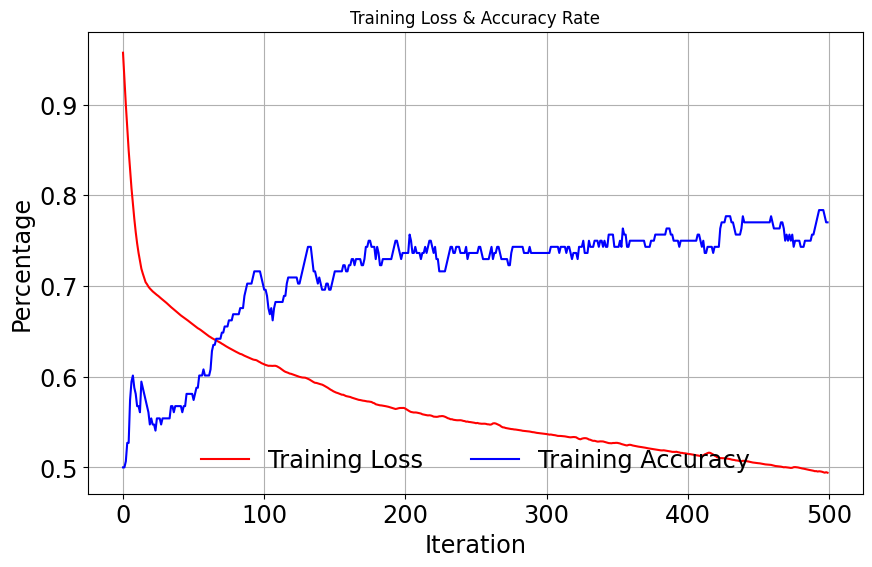 Training Loss & Accuracy Rate
Percentage
0.9
0.8
0.7
0.6
0.5
Training Loss
Training Accuracy
0 100 200 300 400 500
Iteration